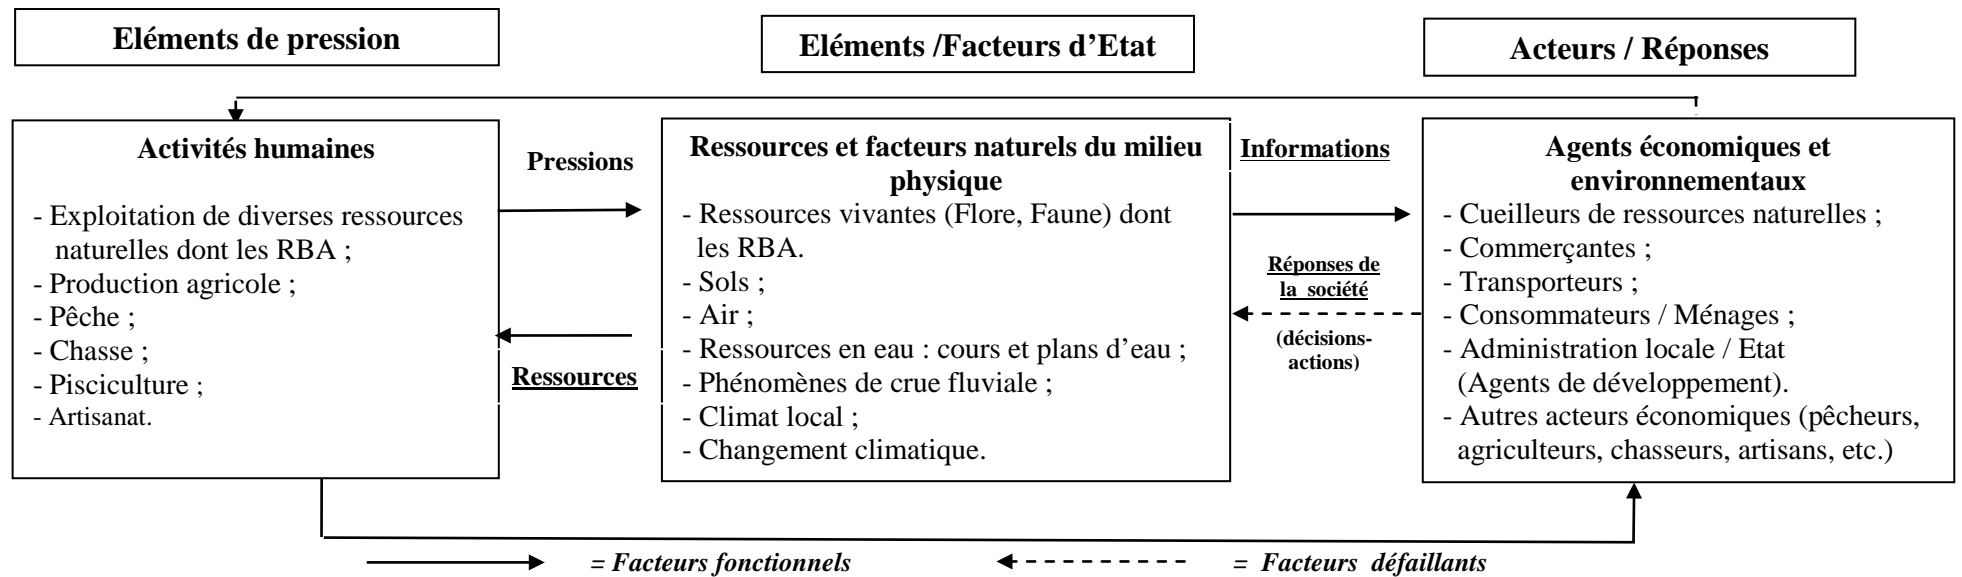 Eléments de pression
Eléments /Facteurs d’Etat
Acteurs / Réponses
Activités humaines
- Exploitation de diverses ressources
naturelles dont les RBA ;
- Production agricole ;
- Pêche ;
- Chasse ;
- Pisciculture ;
- Artisanat.
Pressions
Ressources
Ressources et facteurs naturels du milieu
physique
- Ressources vivantes (Flore, Faune) dont
les RBA.
- Sols ;
- Air ;
- Ressources en eau : cours et plans d’eau ;
- Phénomènes de crue fluviale ;
- Climat local ;
- Changement climatique.
Informations
Réponses de
la société
(décisions-
actions)
Agents économiques et
environnementaux
- Cueilleurs de ressources naturelles ;
- Commerçantes ;
- Transporteurs ;
- Consommateurs / Ménages ;
- Administration locale / Etat
(Agents de développement).
- Autres acteurs économiques (pêcheurs,
agriculteurs, chasseurs, artisans, etc.)
= Facteurs fonctionnels
= Facteurs défaillants